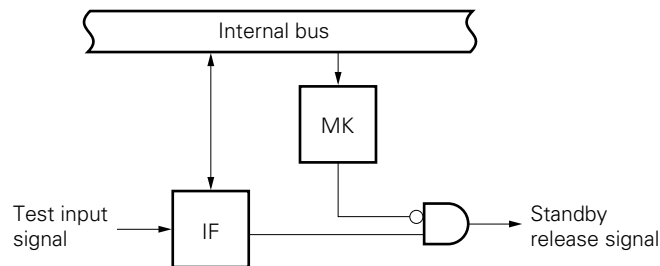 Internal bus
MK
Test input
signal
IF
Standby
release signal